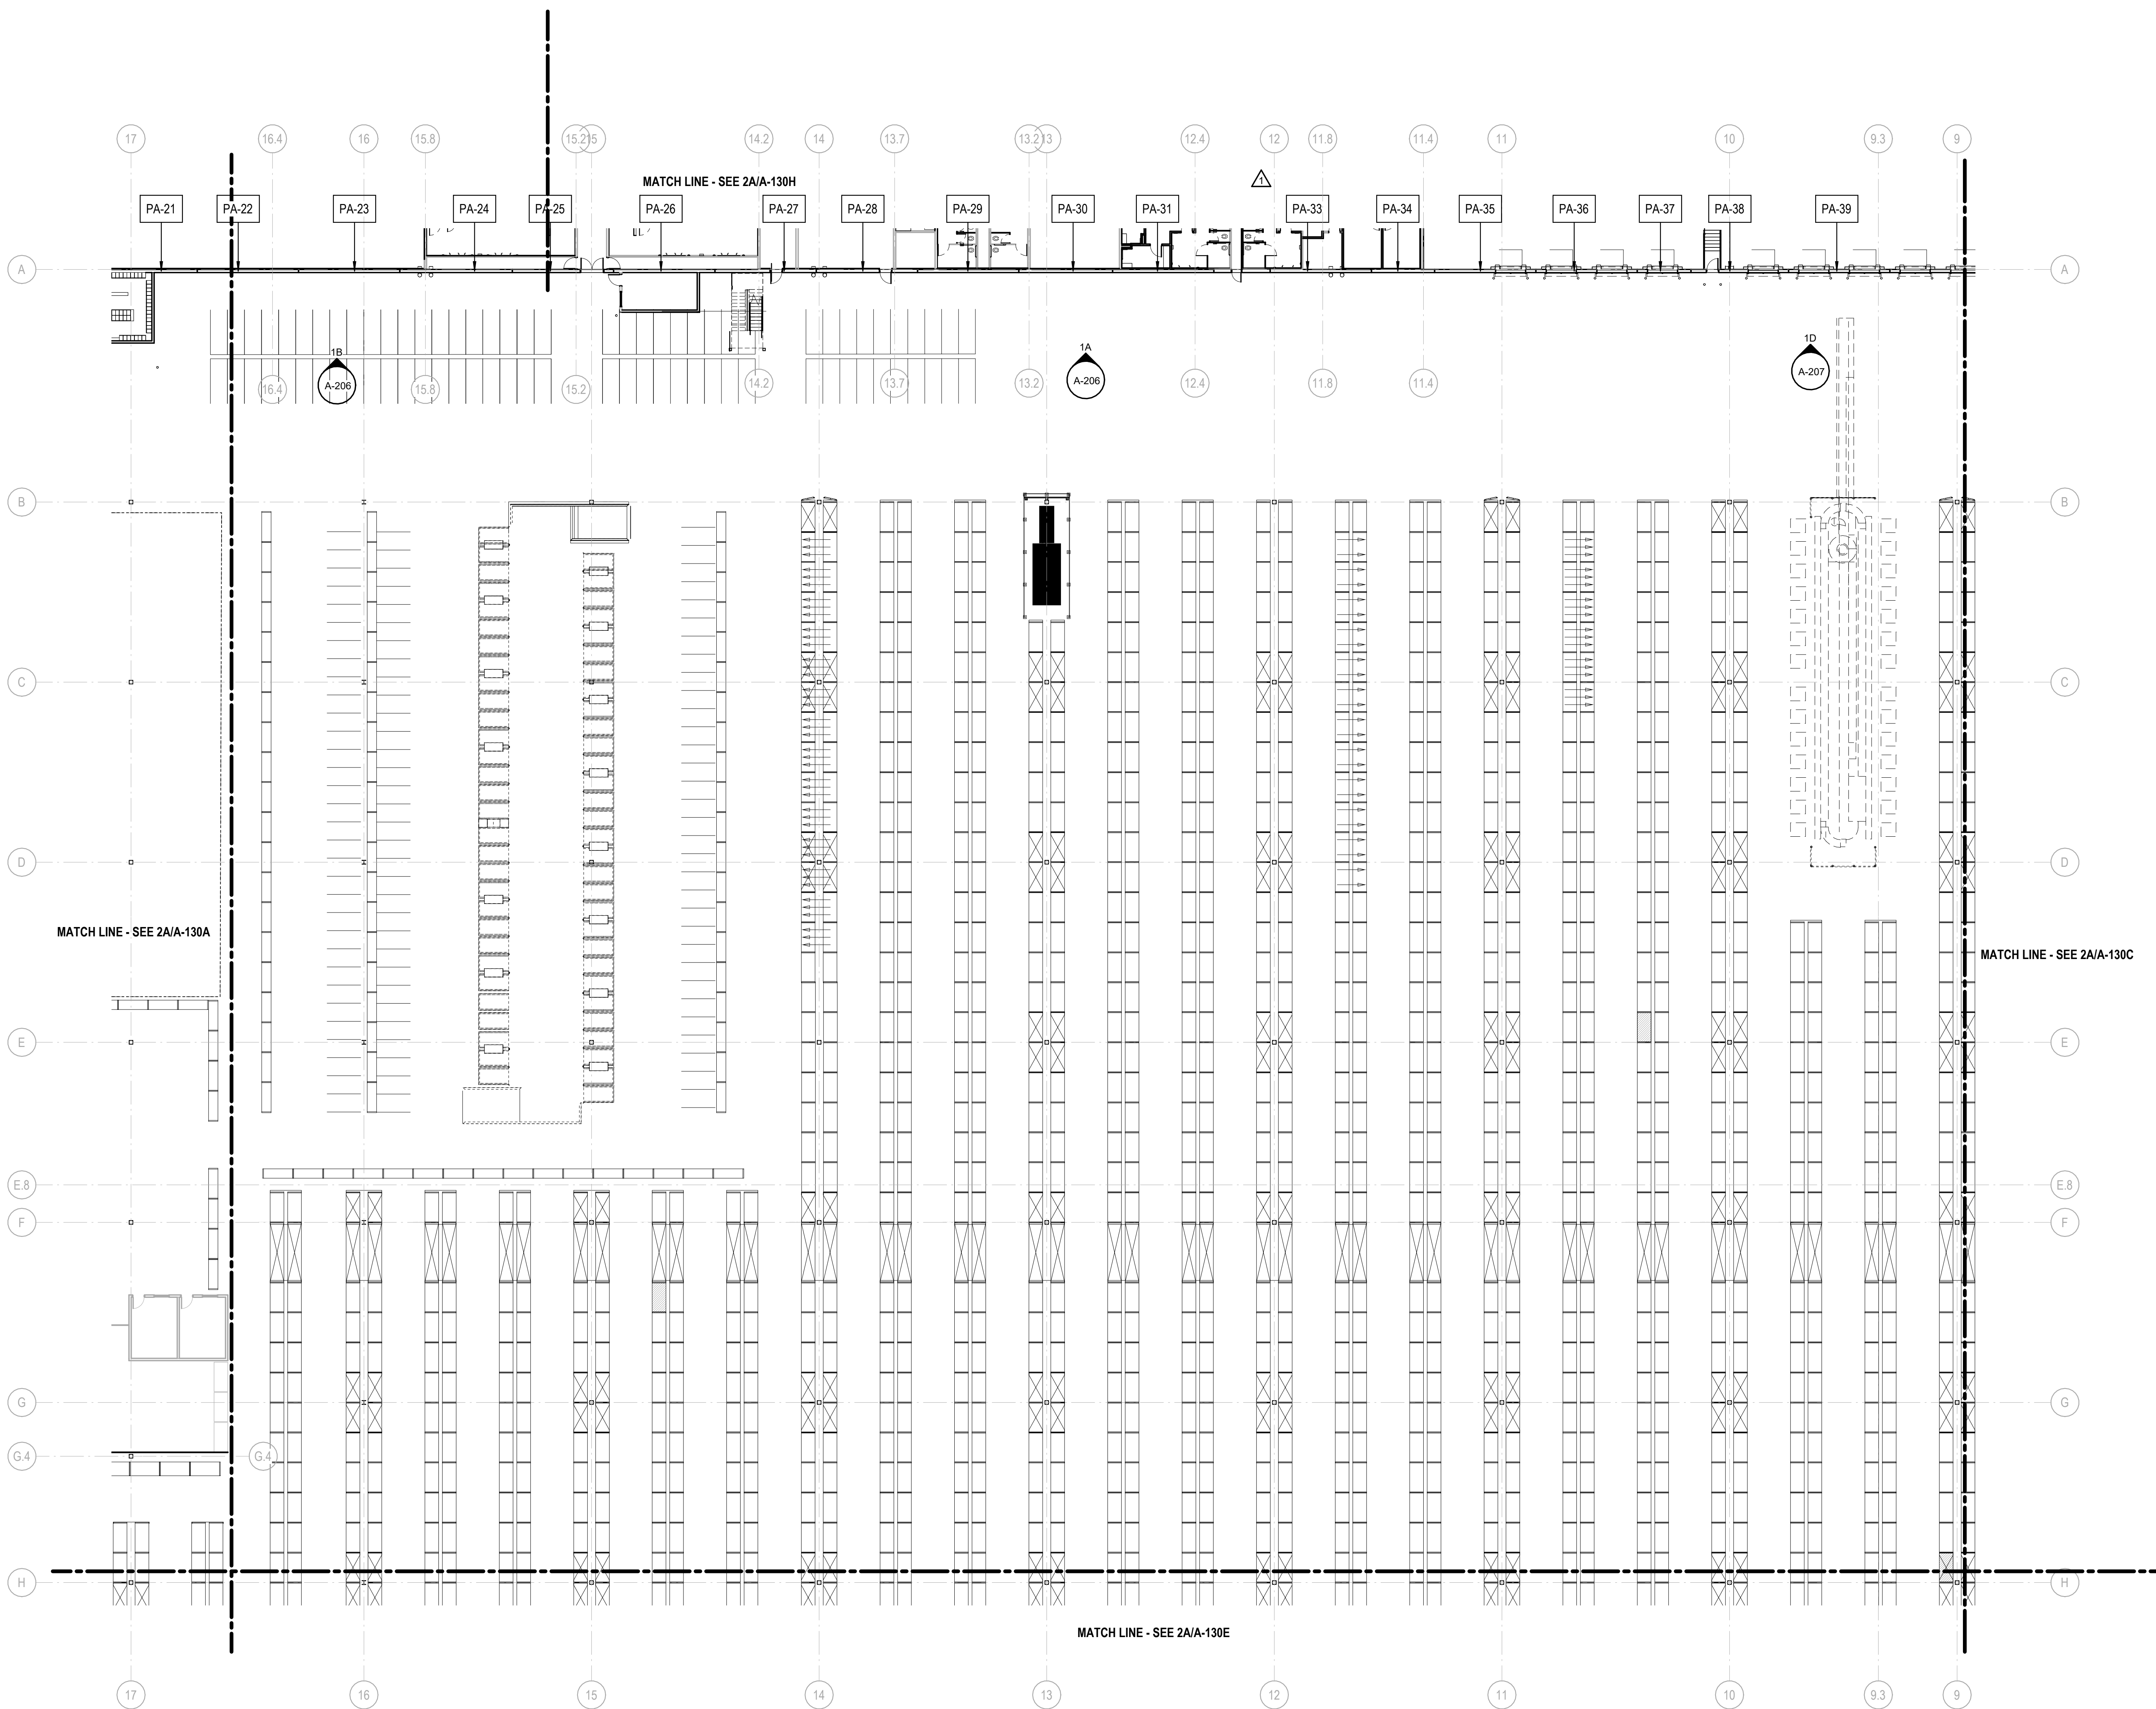 17
16.4
16
15.8
15.2
15
14.2
14
13.7
13.2
13
12.4
12
11.8
11.4
11
10
9.3
9
MATCH LINE - SEE 2A/A-130H
1
PA-21
PA-22
PA-23
PA-24
PA-25
PA-26
PA-27
PA-28
PA-29
PA-30
PA-31
PA-33
PA-34
PA-35
PA-36
PA-37
PA-38
PA-39
A
A
1B
A-206
1A
A-206
1D
A-207
16.4
15.8
15.2
14.2
13.7
13.2
12.4
11.8
11.4
B
B
C
C
D
D
MATCH LINE - SEE 2A/A-130A
MATCH LINE - SEE 2A/A-130C
E
E
E.8
E.8
F
F
G
G
G.4
G.4
H
H
MATCH LINE - SEE 2A/A-130E
17
16
15
14
13
12
11
10
9.3
9